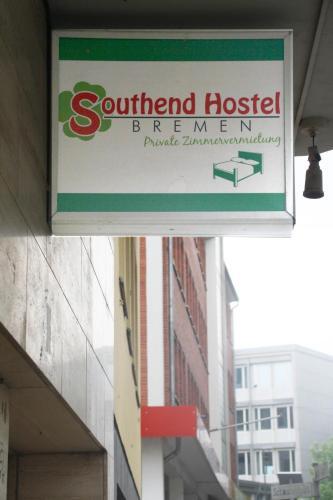 Southend Hostel
BREMEN
Private Zimmervermietung